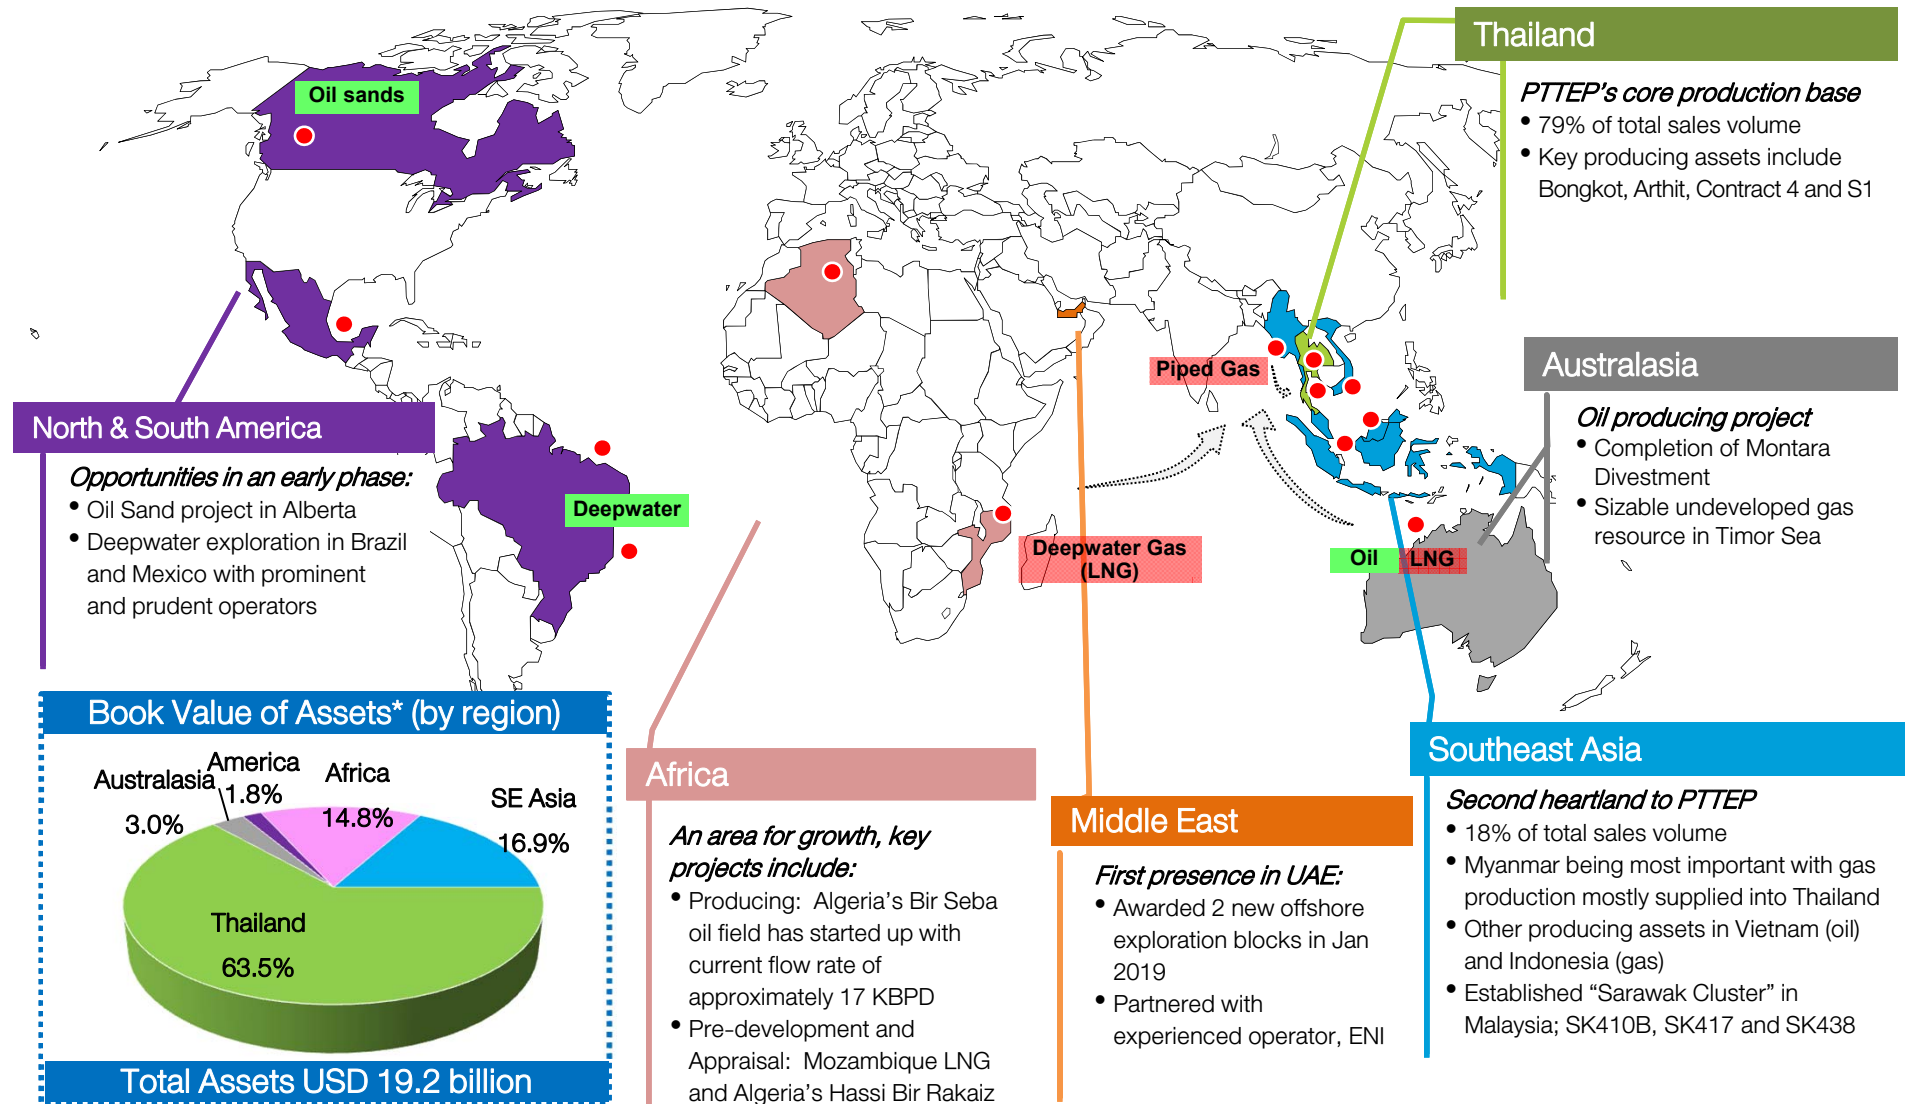 Thailand
PTTEP's core production base
• 79% of total sales volume
• Key producing assets include
Bongkot, Arthit, Contract 4 and S1
Oil sands
Piped Gas
Australasia
Oil producing project
• Completion of Montara
Divestment
• Sizable undeveloped gas
resource in Timor Sea
North & South America
Opportunities in an early phase:
• Oil Sand project in Alberta
• Deepwater exploration in Brazil
and Mexico with prominent
and prudent operators
Deepwater
Deepwater Gas
(LNG)
Oil
LNG
Book Value of Assets* (by region)
Australasia
3.0%
America
1.8%
Africa
14.8%
SE Asia
16.9%
Thailand
63.5%
Total Assets USD 19.2 billion
Africa
An area for growth, key
projects include:
• Producing: Algeria's Bir Seba
oil field has started up with
current flow rate of
approximately 17 KBPD
• Pre-development and
Appraisal: Mozambique LNG
and Algeria's Hassi Bir Rakaiz
Middle East
First presence in UAE:
• Awarded 2 new offshore
exploration blocks in Jan
2019
• Partnered with
experienced operator, ENI
Southeast Asia
Second heartland to PTTEP
• 18% of total sales volume
• Myanmar being most important with gas
production mostly supplied into Thailand
• Other producing assets in Vietnam (oil)
and Indonesia (gas)
• Established “Sarawak Cluster” in
Malaysia; SK410B, SK417 and SK438